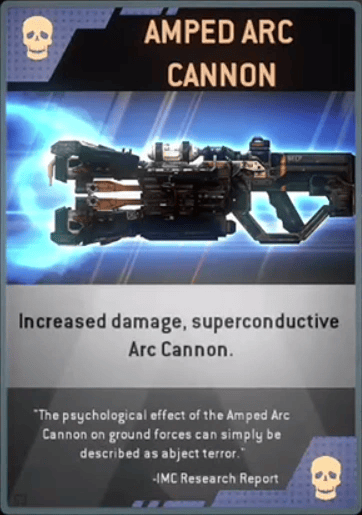 AMPED ARC
CANNON
Increased damage, superconductive
Arc Cannon.
"The psychological effect of the Amped Arc
Cannon on ground forces can simply be
described as abject terror."
-IMC Research Report